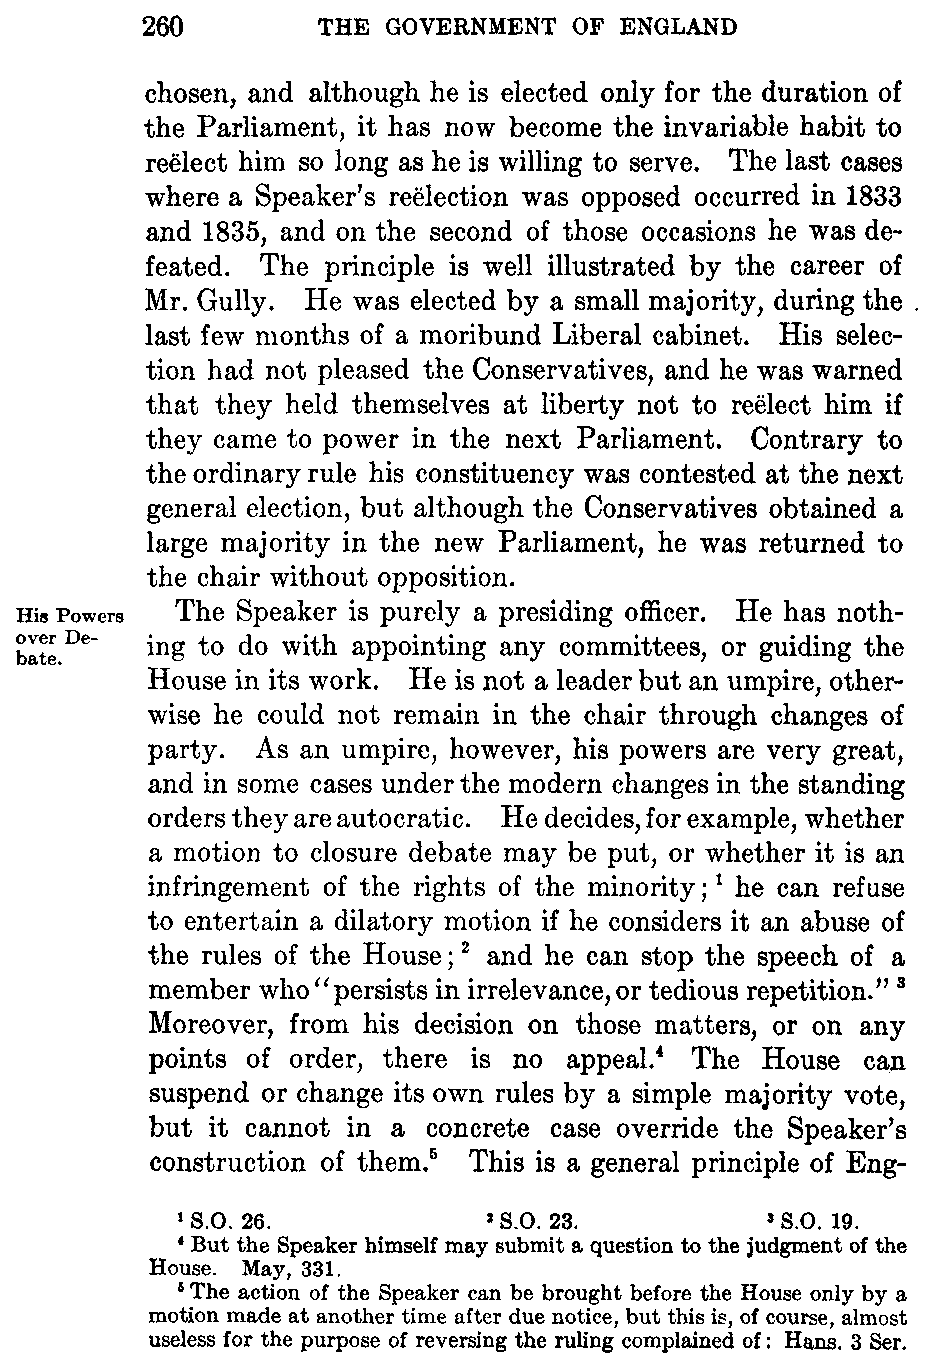 260 THE GOVERNMENT OF ENGLAND
chosen, and although he is elected only for the duration of
the Parliament, it has now become the invariable habit to
reëlect him so long as he is willing to serve. The last cases
where a Speaker's reëlection was opposed occurred in 1833
and 1835, and on the second of those occasions he was de-
feated. The principle is well illustrated by the career of
Mr. Gully. He was elected by a small majority, during the
last few months of a moribund Liberal cabinet. His selec-
tion had not pleased the Conservatives, and he was warned
that they held themselves at liberty not to reëlect him if
they came to power in the next Parliament. Contrary to
the ordinary rule his constituency was contested at the next
general election, but although the Conservatives obtained a
large majority in the new Parliament, he was returned to
the chair without opposition.
His Powers
over De-
bate.
The Speaker is purely a presiding officer. He has noth-
ing to do with appointing any committees, or guiding the
House in its work. He is not a leader but an umpire, other-
wise he could not remain in the chair through changes of
party. As an umpire, however, his powers are very great,
and in some cases under the modern changes in the standing
orders they are autocratic. He decides, for example, whether
a motion to closure debate may be put, or whether it is an
infringement of the rights of the minority; ¹ he can refuse
to entertain a dilatory motion if he considers it an abuse of
the rules of the House; ² and he can stop the speech of a
member who "persists in irrelevance, or tedious repetition." ³
Moreover, from his decision on those matters, or on any
points of order, there is no appeal.⁴ The House can
suspend or change its own rules by a simple majority vote,
but it cannot in a concrete case override the Speaker's
construction of them.⁵ This is a general principle of Eng-
¹ S.O. 26. ² S.O. 23. ³ S.O. 19.
⁴ But the Speaker himself may submit a question to the judgment of the
House. May, 331.
⁵ The action of the Speaker can be brought before the House only by a
motion made at another time after due notice, but this is, of course, almost
useless for the purpose of reversing the ruling complained of: Hans. 3 Ser.